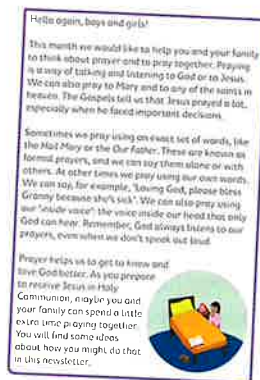 Hello again, boys and girls!
This month we would like to help you and your family
to think about prayer and to pray together. Praying
is a way of talking and listening to God or to Jesus.
We can also pray to Mary and to any of the saints in
heaven. The Gospels tell us that Jesus prayed a lot,
especially when he faced important decisions.
Sometimes we pray using an exact set of words, like
the Hail Mary or the Our Father. These are known as
formal prayers, and we can say them alone or with
others. At other times we pray using our own words.
We can say, for example, 'Loving God, please bless
Granny because she's sick'. We can also pray using
our 'inside voice': the voice inside our head that only
God can hear. Remember, God always listens to our
prayers, even when we don't speak out loud.
Prayer helps us to get to know and
love God better. As you prepare
to receive Jesus in Holy
Communion, maybe you and
your family can spend a little
extra time praying together.
You will find some ideas
about how you might do that
in this newsletter.